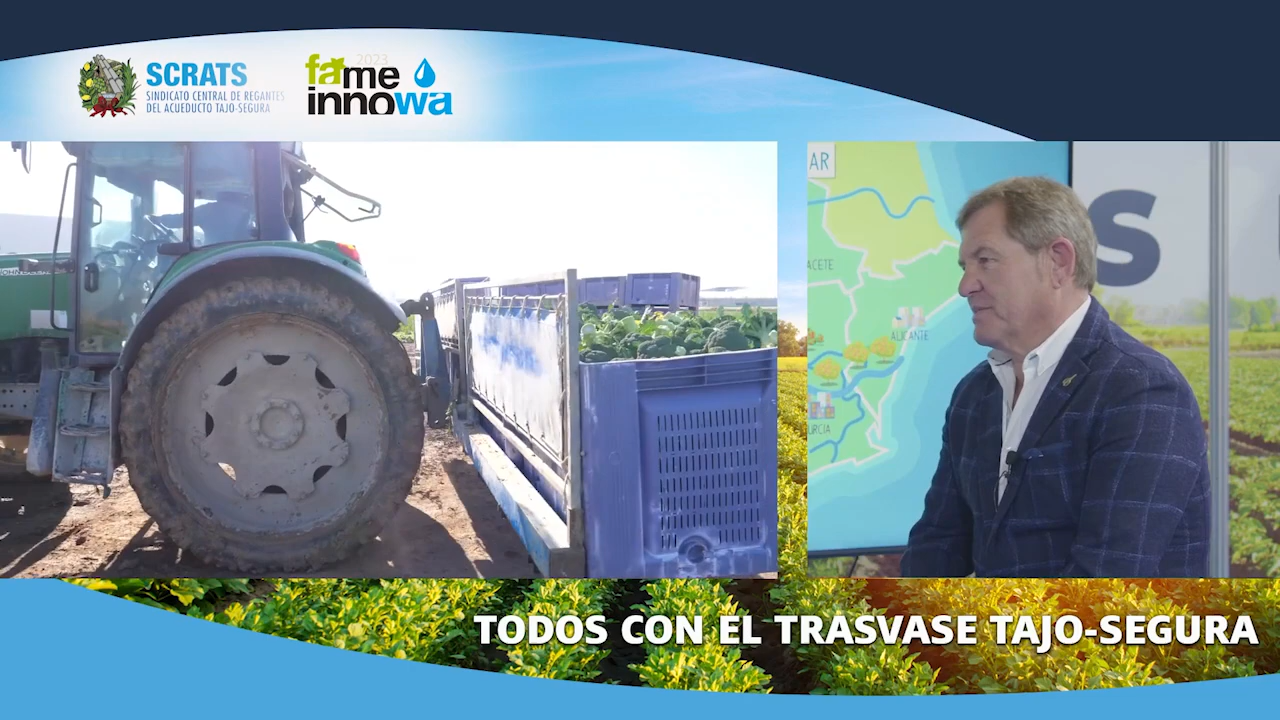 SCRATS
SINDICATO CENTRAL DE REGANTES
DEL ACUEDUCTO TAJO-SEGURA
2023
fame
innowa
AR
ACETE
ALICANTE
URCIA
S
TODOS CON EL TRASVASE TAJO-SEGURA